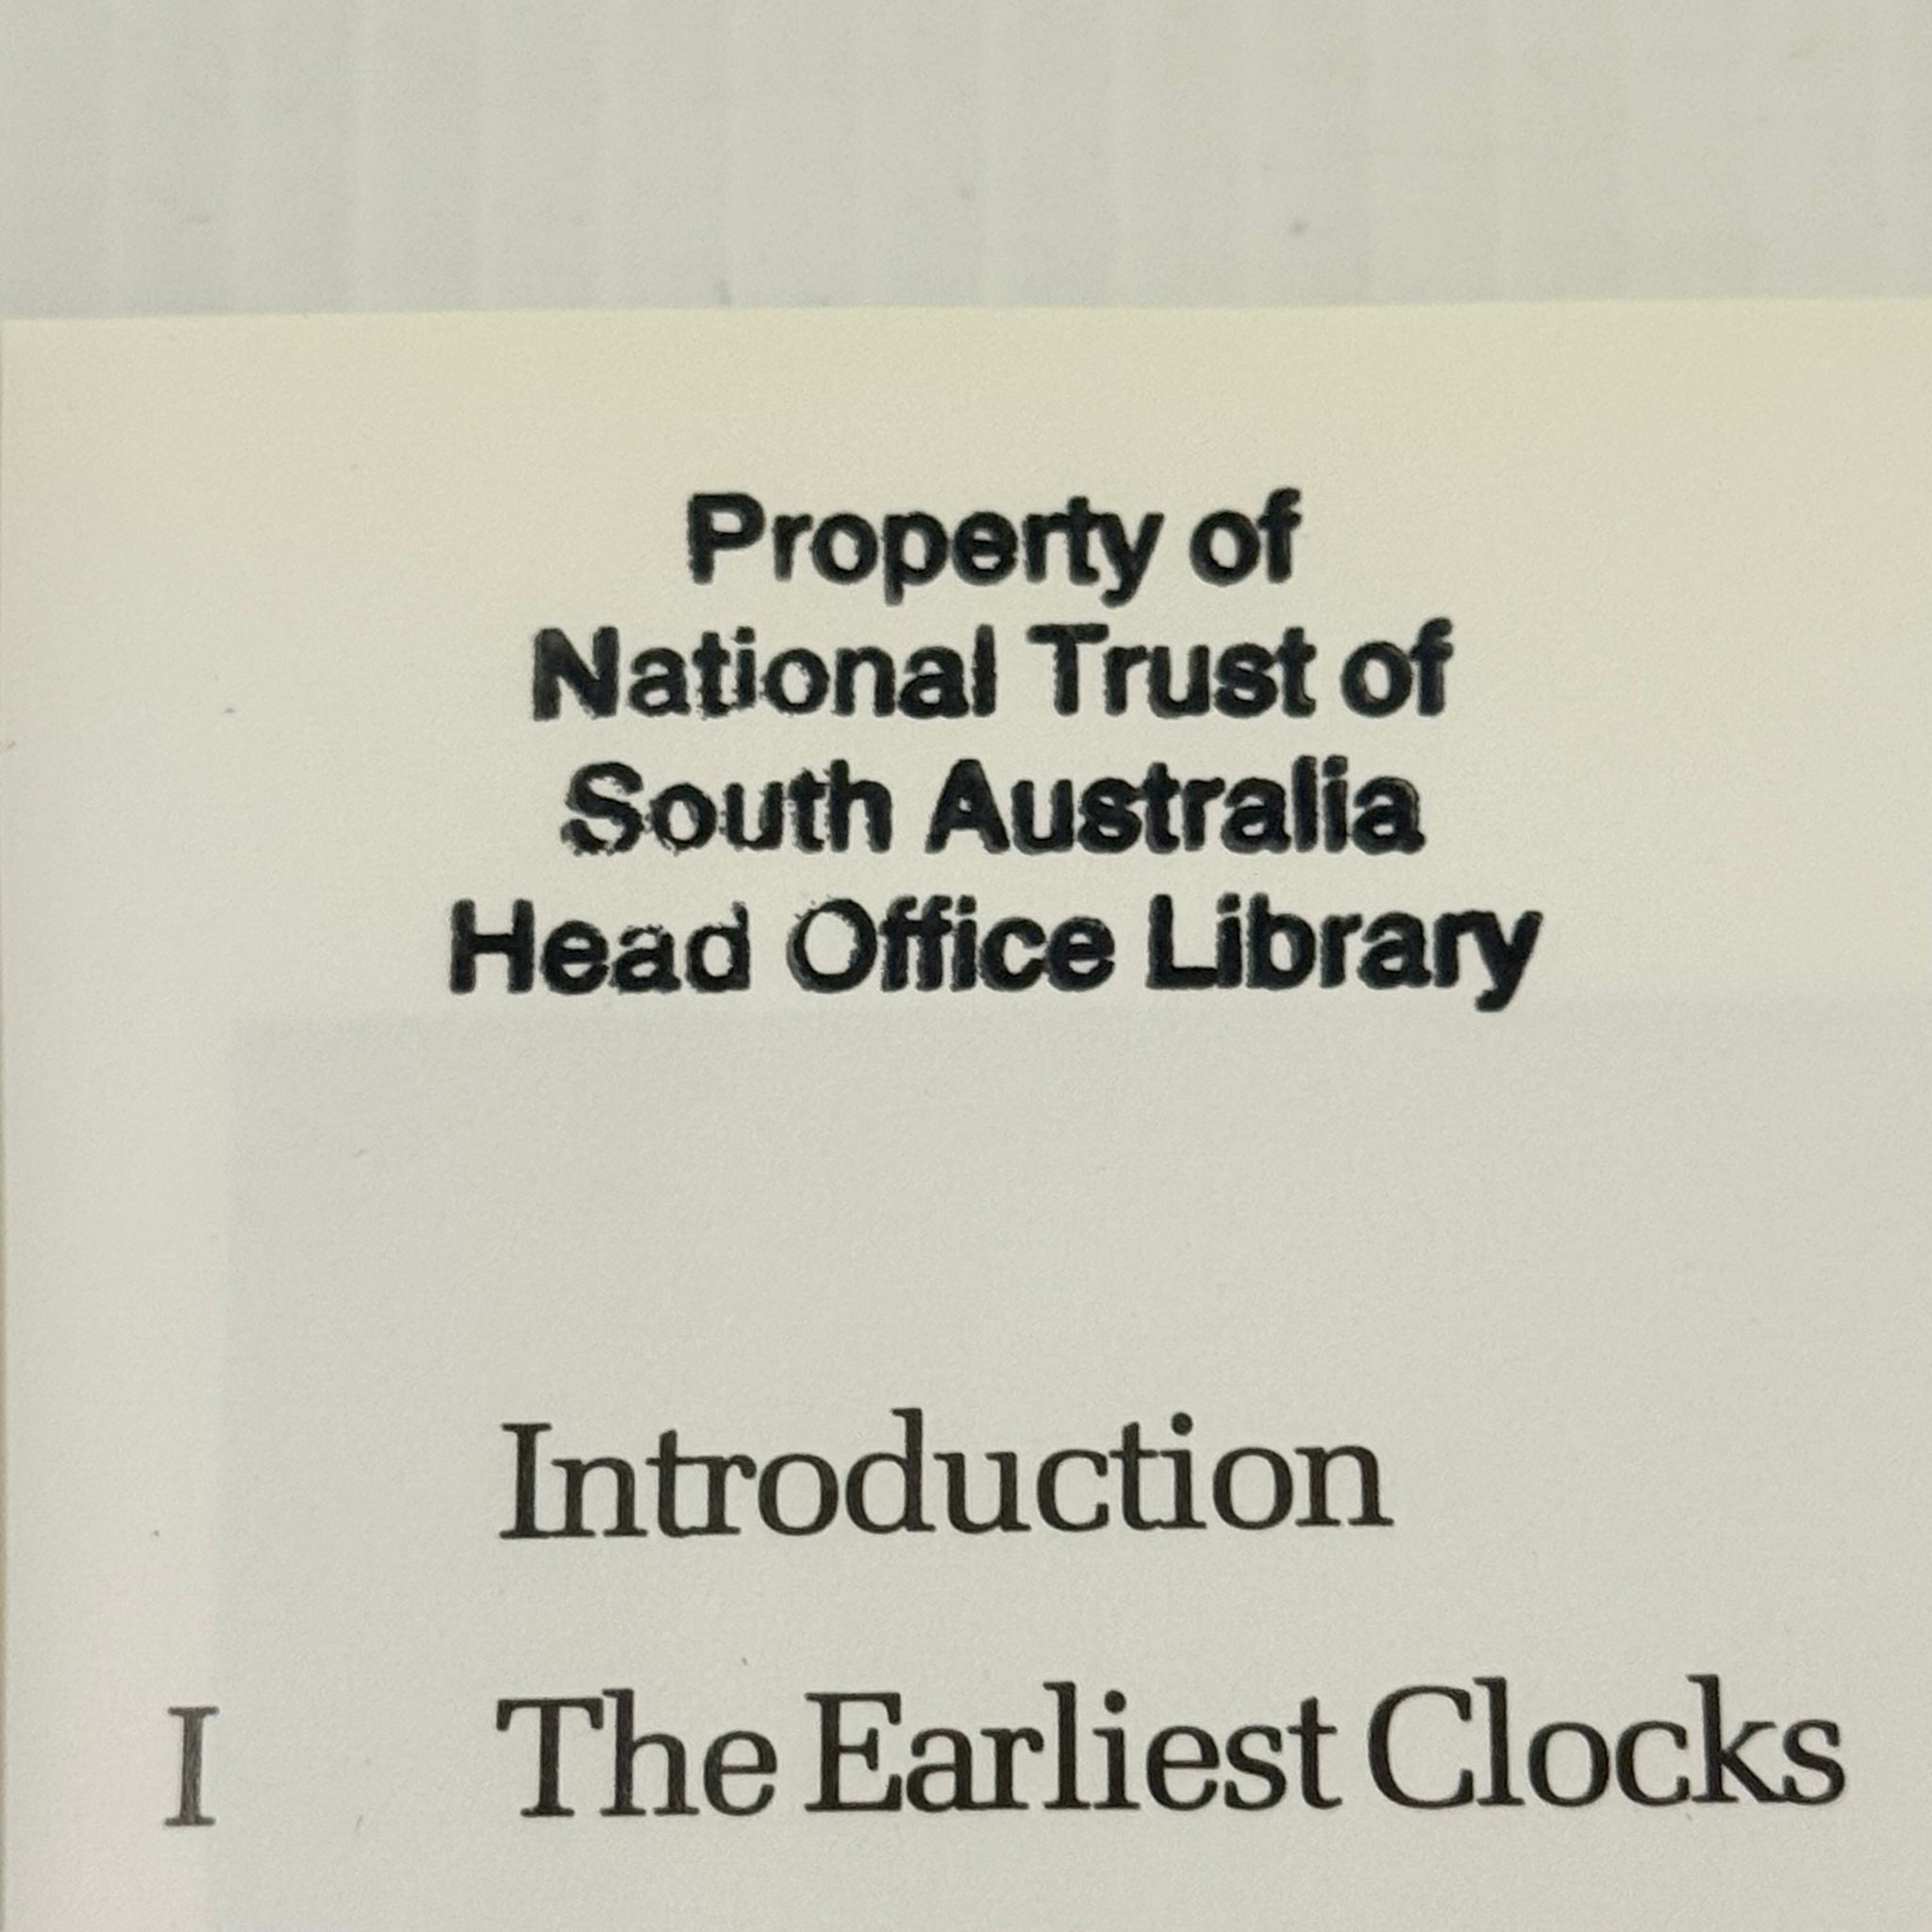 Property of
National Trust of
South Australia
Head Office Library
Introduction
I The Earliest Clocks